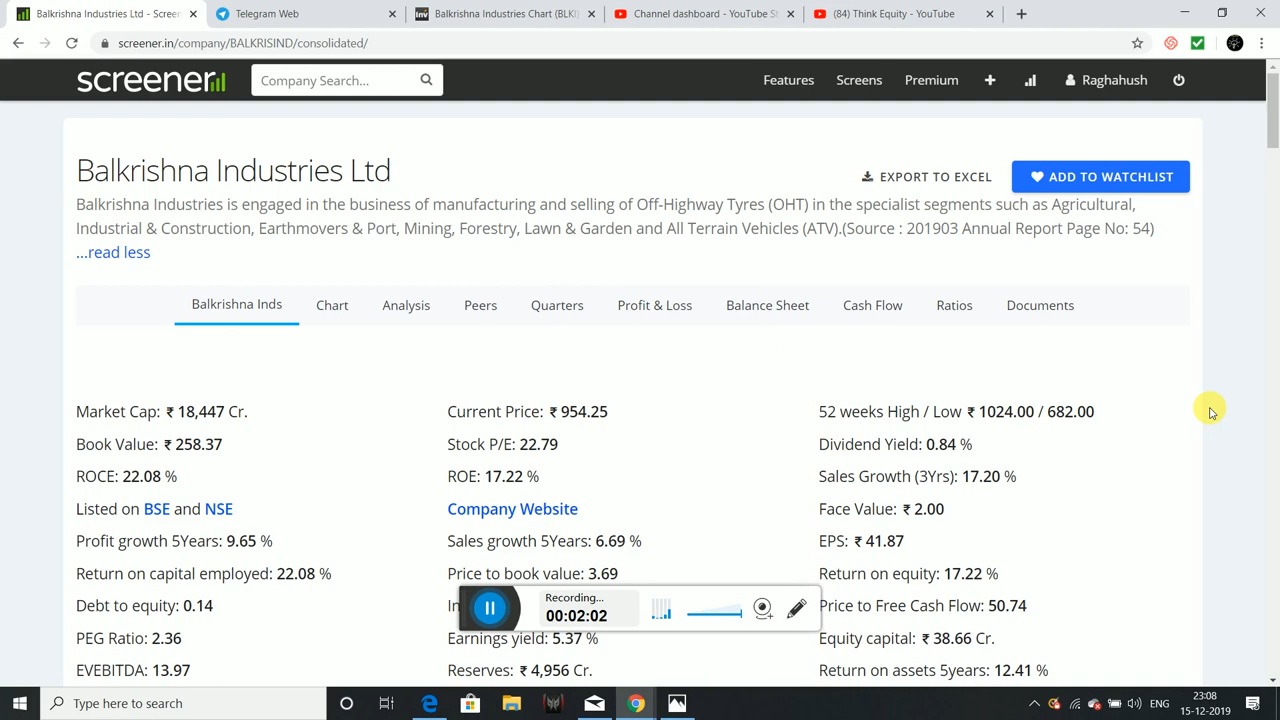 Balkrishna Industries Ltd - Screen
Telegram Web
Balkrishna Industries Chart (BLKI
Channel dashboard - YouTube St
(84) Think Equity - YouTube
screener.in/company/BALKRISIND/consolidated/
screener
Company Search...
Features
Screens
Premium
Raghahush
Balkrishna Industries Ltd
EXPORT TO EXCEL
ADD TO WATCHLIST
Balkrishna Industries is engaged in the business of manufacturing and selling of Off-Highway Tyres (OHT) in the specialist segments such as Agricultural,
Industrial & Construction, Earthmovers & Port, Mining, Forestry, Lawn & Garden and All Terrain Vehicles (ATV).(Source : 201903 Annual Report Page No: 54)
...read less
Balkrishna Inds
Chart
Analysis
Peers
Quarters
Profit & Loss
Balance Sheet
Cash Flow
Ratios
Documents
Market Cap: ₹ 18,447 Cr.
Current Price: ₹ 954.25
52 weeks High / Low ₹ 1024.00 / 682.00
Book Value: ₹ 258.37
Stock P/E: 22.79
Dividend Yield: 0.84 %
ROCE: 22.08 %
ROE: 17.22 %
Sales Growth (3Yrs): 17.20 %
Listed on BSE and NSE
Company Website
Face Value: ₹ 2.00
Profit growth 5Years: 9.65 %
Sales growth 5Years: 6.69 %
EPS: ₹ 41.87
Return on capital employed: 22.08 %
Price to book value: 3.69
Return on equity: 17.22 %
Debt to equity: 0.14
In
Recording...
00:02:02
Price to Free Cash Flow: 50.74
PEG Ratio: 2.36
Earnings yield: 5.37 %
Equity capital: ₹ 38.66 Cr.
EVEBITDA: 13.97
Reserves: ₹ 4,956 Cr.
Return on assets 5years: 12.41 %
Type here to search
ENG
23:08
15-12-2019